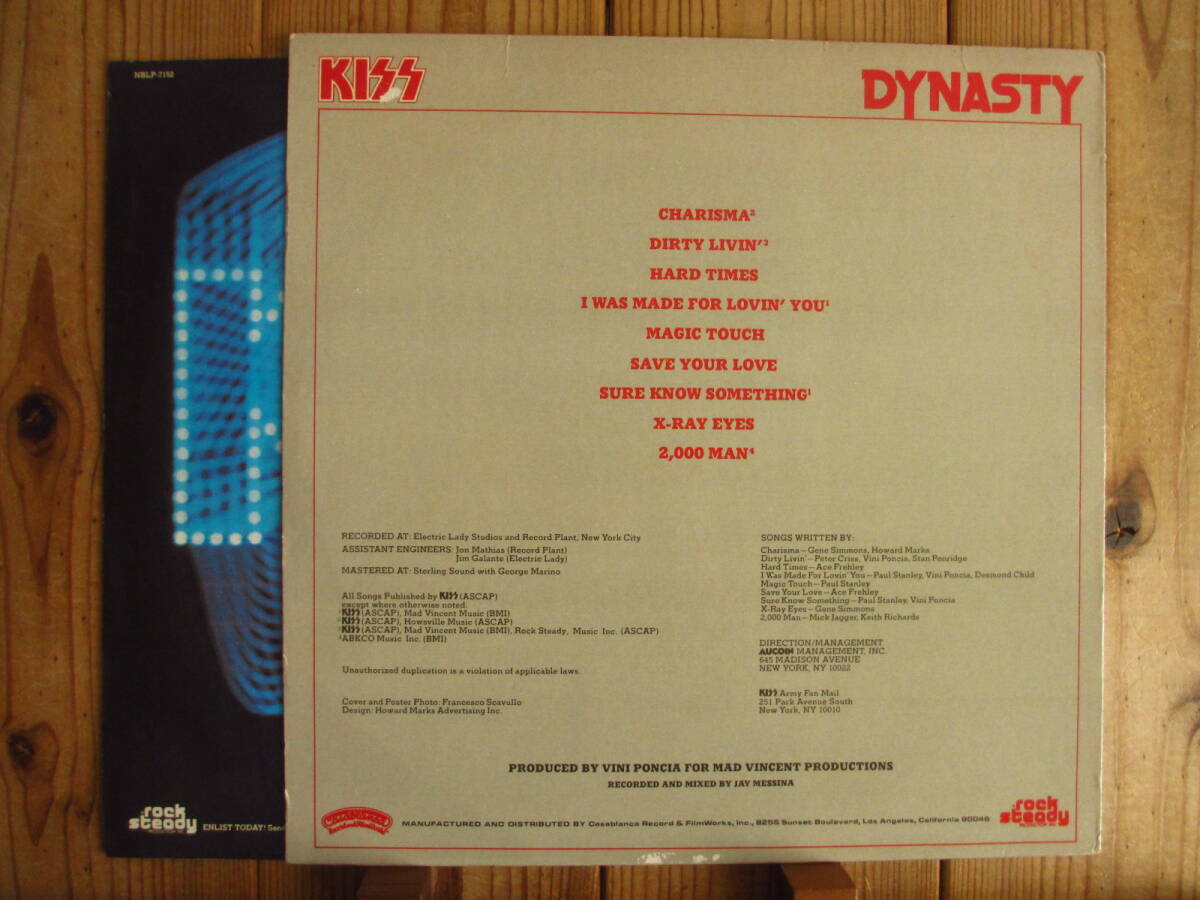 NBLP-7152
KISS
DYNASTY
CHARISMA²
DIRTY LIVIN'³
HARD TIMES
I WAS MADE FOR LOVIN' YOU¹
MAGIC TOUCH
SAVE YOUR LOVE
SURE KNOW SOMETHING¹
X-RAY EYES
2,000 MAN⁴
RECORDED AT: Electric Lady Studios and Record Plant, New York City
ASSISTANT ENGINEERS: Jon Mathias (Record Plant)
Jim Galante (Electric Lady)
MASTERED AT: Sterling Sound with George Marino
All Songs Published by KISS (ASCAP)
except where otherwise noted:
¹KISS (ASCAP), Mad Vincent Music (BMI)
²KISS (ASCAP), Howsville Music (ASCAP)
³KISS (ASCAP), Mad Vincent Music (BMI), Rock Steady, Music Inc. (ASCAP)
⁴ABKCO Music Inc. (BMI)
Unauthorized duplication is a violation of applicable laws.
Cover and Poster Photo: Francesco Scavullo
Design: Howard Marks Advertising Inc.
SONGS WRITTEN BY:
Charisma—Gene Simmons, Howard Marks
Dirty Livin'—Peter Criss, Vini Poncia, Stan Penridge
Hard Times—Ace Frehley
I Was Made For Lovin' You—Paul Stanley, Vini Poncia, Desmond Child
Magic Touch—Paul Stanley
Save Your Love—Ace Frehley
Sure Know Something—Paul Stanley, Vini Poncia
X-Ray Eyes—Gene Simmons
2,000 Man—Mick Jagger, Keith Richards
DIRECTION/MANAGEMENT
AUCOIN MANAGEMENT, INC.
645 MADISON AVENUE
NEW YORK, NY 10022
KISS Army Fan Mail
251 Park Avenue South
New York, NY 10010
PRODUCED BY VINI PONCIA FOR MAD VINCENT PRODUCTIONS
RECORDED AND MIXED BY JAY MESSINA
rock
steady
ENLIST TODAY! Sen
Casablanca
MANUFACTURED AND DISTRIBUTED BY Casablanca Record & FilmWorks, Inc., 8255 Sunset Boulevard, Los Angeles, California 90046
rock
steady